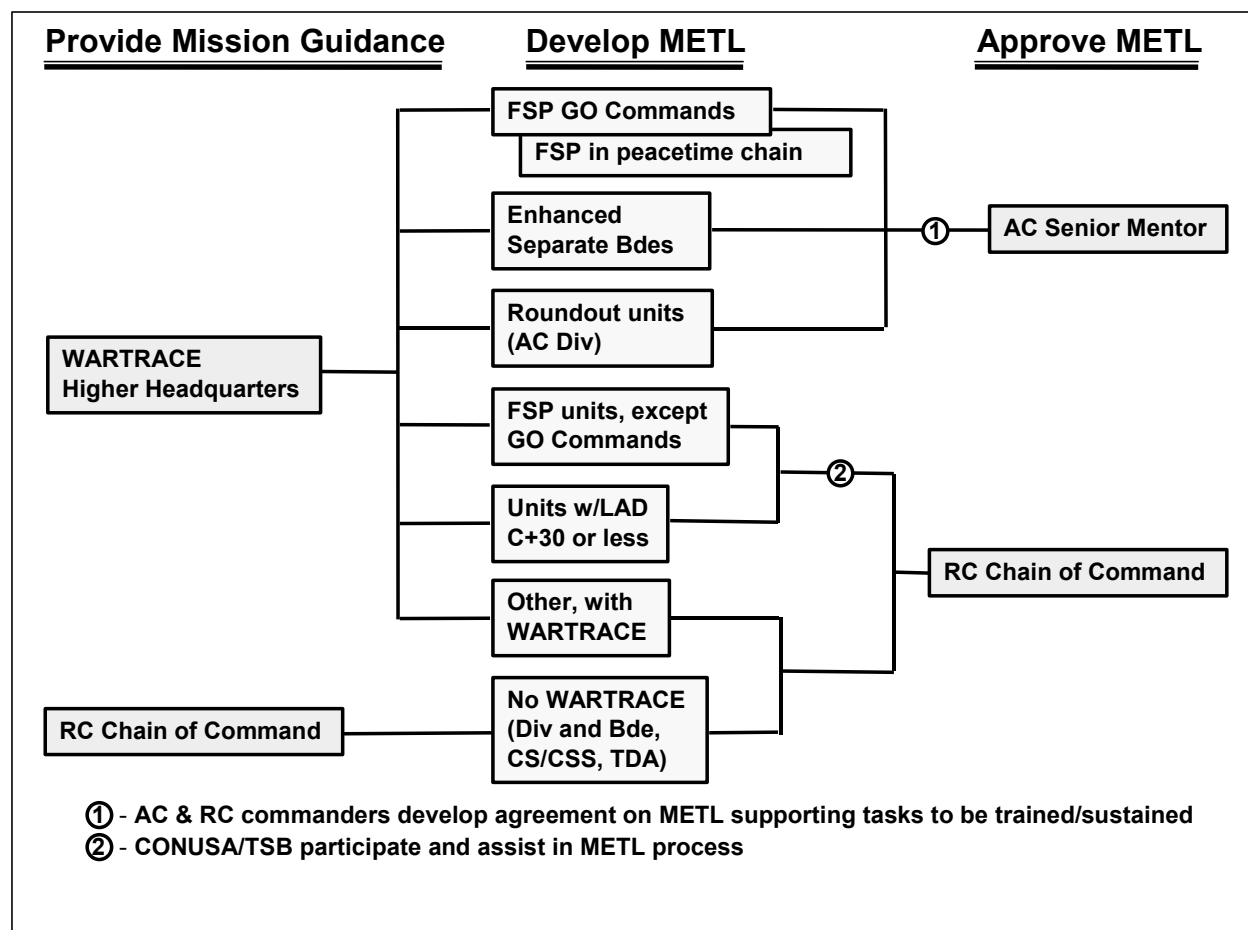 Provide Mission Guidance
Develop METL
Approve METL
FSP GO Commands
FSP in peacetime chain
Enhanced
Separate Bdes
1
AC Senior Mentor
Roundout units
(AC Div)
WARTRACE
Higher Headquarters
FSP units, except
GO Commands
2
Units w/LAD
C+30 or less
RC Chain of Command
Other, with
WARTRACE
RC Chain of Command
No WARTRACE
(Div and Bde,
CS/CSS, TDA)
1 - AC & RC commanders develop agreement on METL supporting tasks to be trained/sustained
2 - CONUSA/TSB participate and assist in METL process